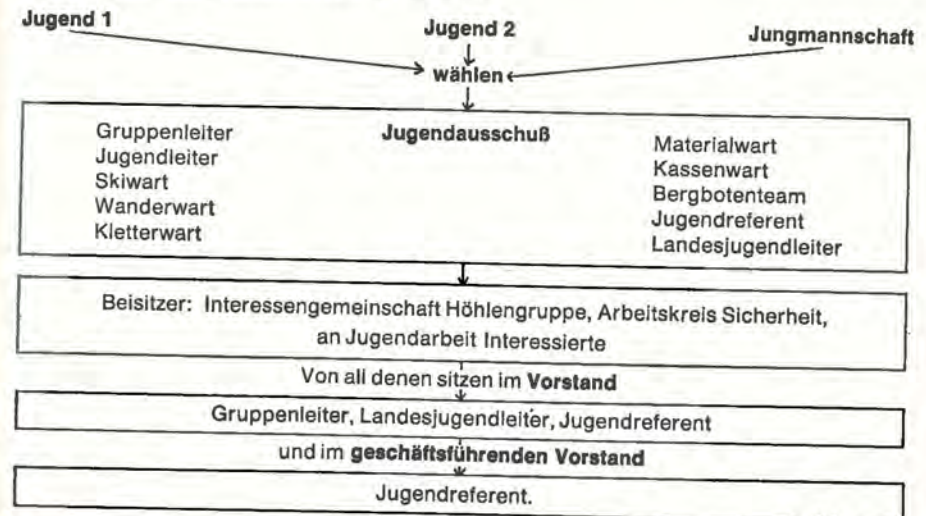 Jugend 1
Jugend 2
Jungmannschaft
wählen
Jugendausschuß
Gruppenleiter
Jugendleiter
Skiwart
Wanderwart
Kletterwart
Materialwart
Kassenwart
Bergbotenteam
Jugendreferent
Landesjugendleiter
Beisitzer: Interessengemeinschaft Höhlengruppe, Arbeitskreis Sicherheit,
an Jugendarbeit Interessierte
Von all denen sitzen im Vorstand
Gruppenleiter, Landesjugendleiter, Jugendreferent
und im geschäftsführenden Vorstand
Jugendreferent.